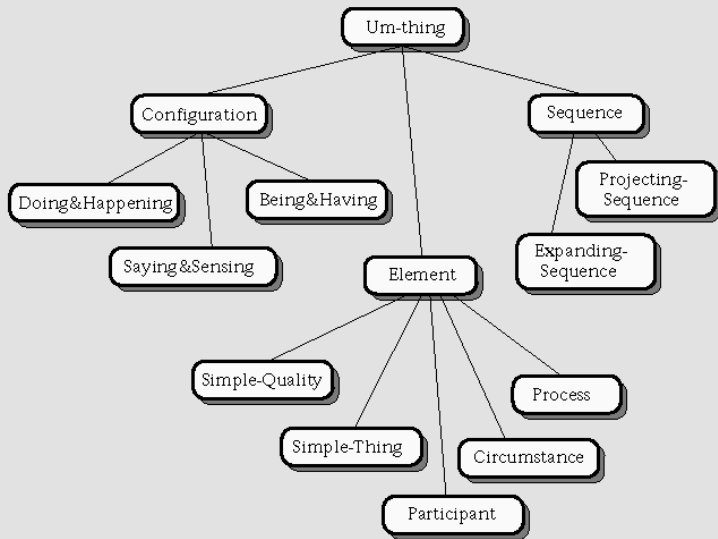 Um-thing
Configuration
Sequence
Doing&Happening
Being&Having
Projecting-
Sequence
Saying&Sensing
Expanding-
Sequence
Element
Simple-Quality
Process
Simple-Thing
Circumstance
Participant